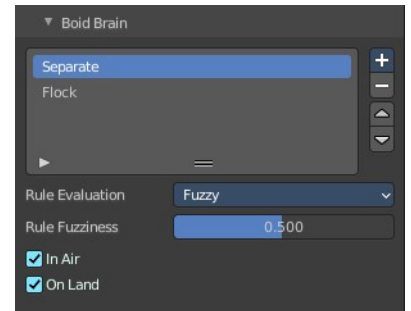 Boid Brain
Separate
Flock
Rule Evaluation Fuzzy
Rule Fuzziness 0.500
In Air
On Land